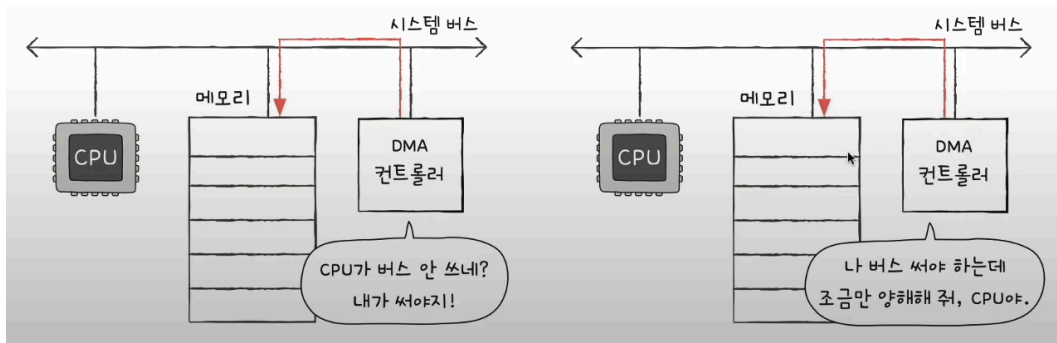 시스템 버스
메모리
CPU
DMA
컨트롤러
CPU가 버스 안 쓰네?
내가 써야지!
시스템 버스
메모리
CPU
DMA
컨트롤러
나 버스 써야 하는데
조금만 양해해 줘, CPU야.